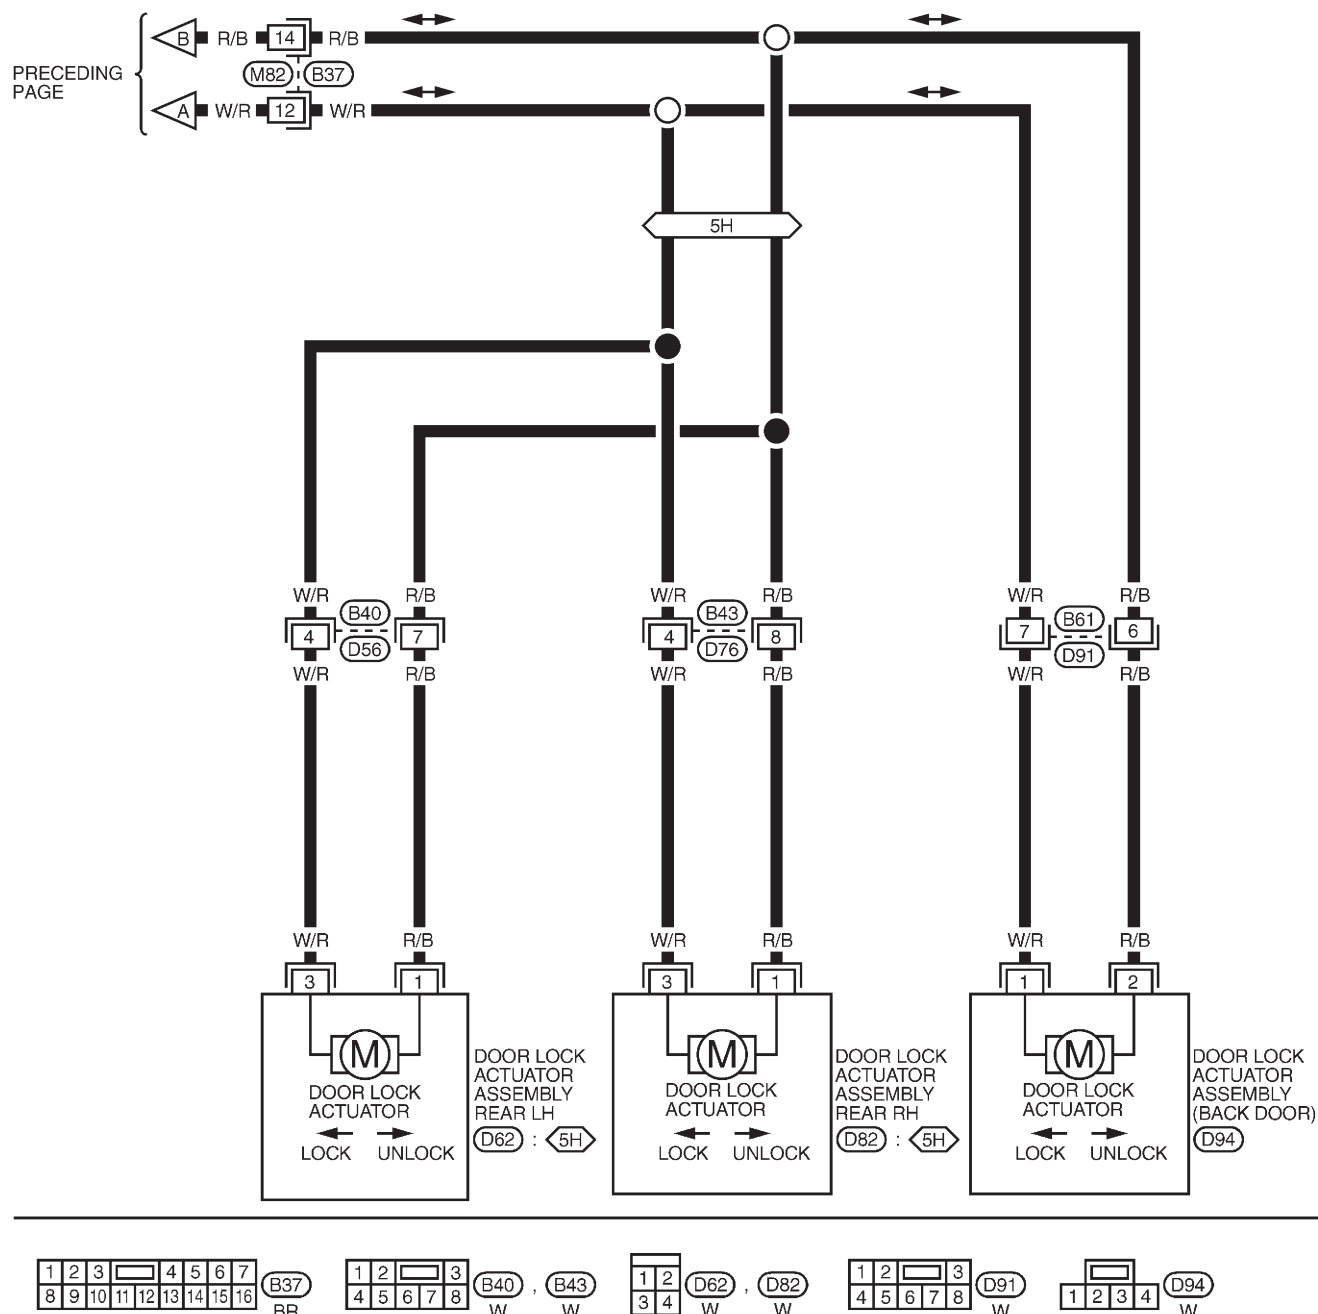 B R/B 14 R/B
PRECEDING
PAGE
M82 B37
A W/R 12 W/R
5H
W/R R/B W/R R/B W/R R/B
B40 B43 B61
4 7 4 8 7 6
D56 D76 D91
W/R R/B W/R R/B W/R R/B
W/R R/B W/R R/B W/R R/B
3 1 3 1 1 2
M
DOOR LOCK
ACTUATOR
LOCK UNLOCK
DOOR LOCK
ACTUATOR
ASSEMBLY
REAR LH
D62 : 5H
M
DOOR LOCK
ACTUATOR
LOCK UNLOCK
DOOR LOCK
ACTUATOR
ASSEMBLY
REAR RH
D82 : 5H
M
DOOR LOCK
ACTUATOR
LOCK UNLOCK
DOOR LOCK
ACTUATOR
ASSEMBLY
(BACK DOOR)
D94
1 2 3 4 5 6 7
8 9 10 11 12 13 14 15 16
B37
BR
1 2 3
4 5 6 7 8
B40 , B43
W W
1 2
3 4
D62 , D82
W W
1 2 3
4 5 6 7 8
D91
W
1 2 3 4
D94
W